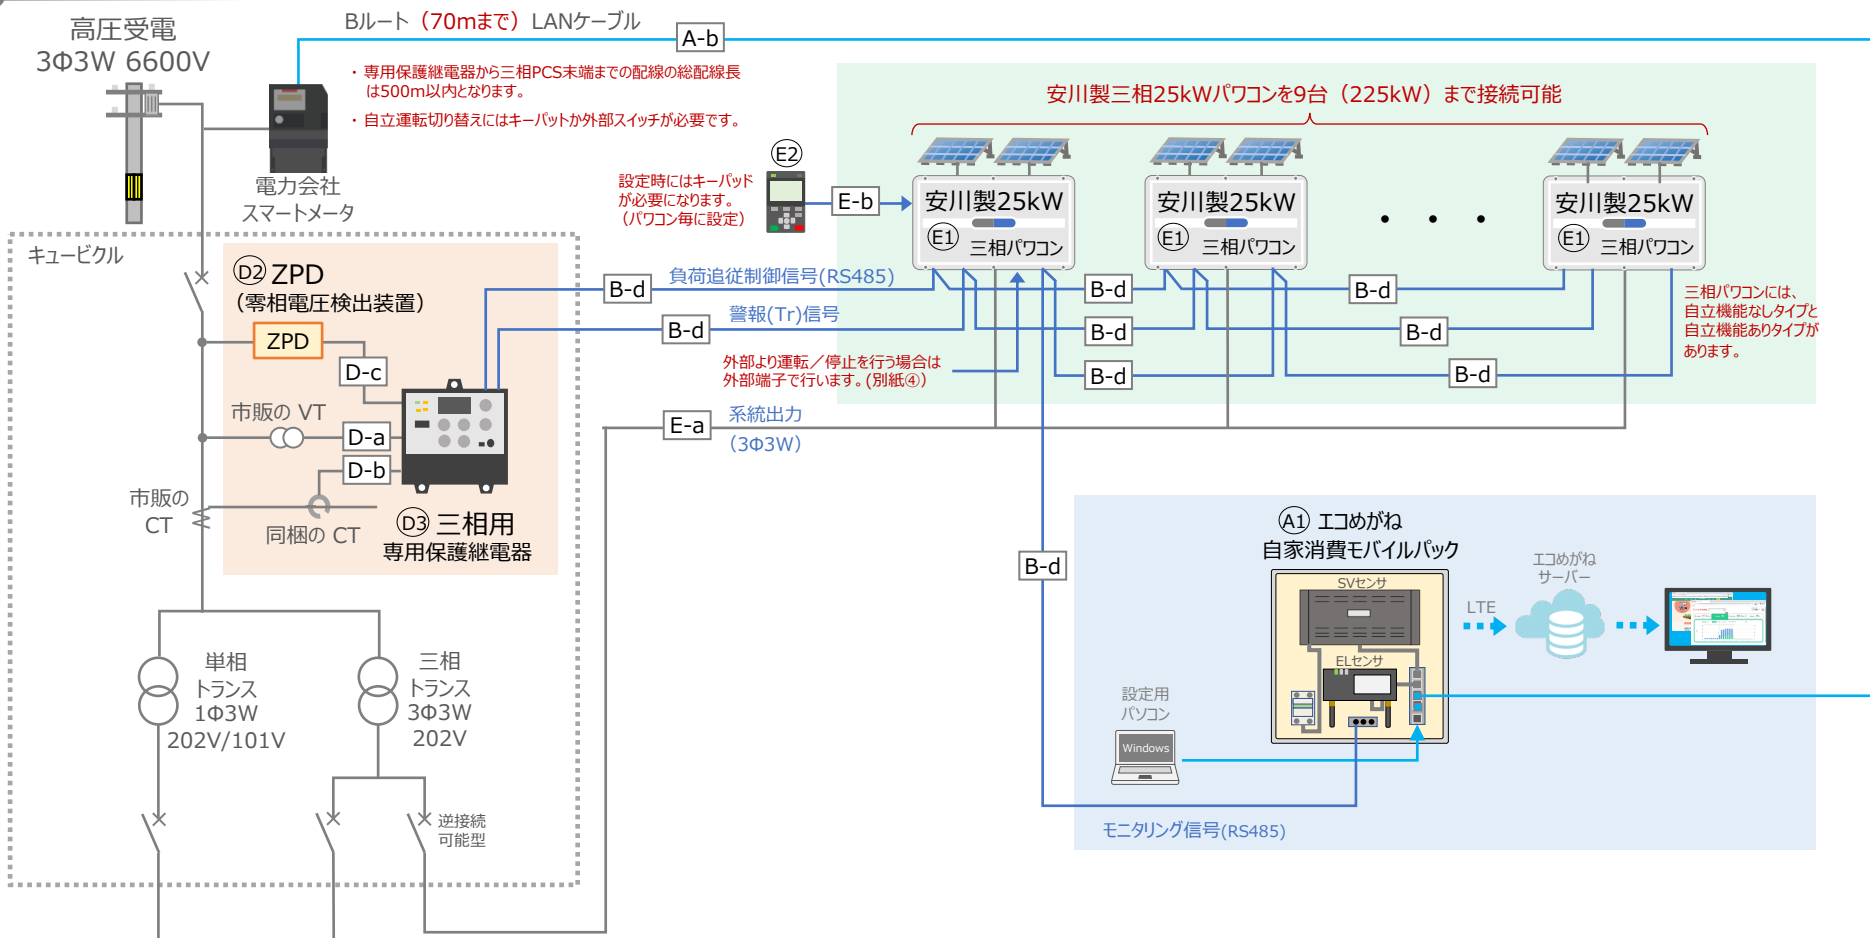 高圧受電
3Φ3W 6600V
Bルート（70mまで）LANケーブル
A-b
・専用保護継電器から三相PCS末端までの配線の総配線長
は500m以内となります。
・自立運転切り替えにはキーパットか外部スイッチが必要です。
電力会社
スマートメータ
安川製三相25kWパワコンを9台（225kW）まで接続可能
E2
設定時にはキーパッド
が必要になります。
（パワコン毎に設定）
E-b
安川製25kW
E1 三相パワコン
安川製25kW
E1 三相パワコン
・・・
安川製25kW
E1 三相パワコン
キュービクル
D2 ZPD
（零相電圧検出装置）
ZPD
D-c
B-d
負荷追従制御信号(RS485)
B-d
警報(Tr)信号
B-d
B-d
B-d
B-d
B-d
B-d
三相パワコンには、
自立機能なしタイプと
自立機能ありタイプが
あります。
外部より運転／停止を行う場合は
外部端子で行います。(別紙④)
市販の VT
D-a
D-b
E-a
系統出力
（3Φ3W）
市販の
CT
同梱の CT
D3 三相用
専用保護継電器
B-d
A1 エコめがね
自家消費モバイルパック
SVセンサ
ELセンサ
LTE
エコめがね
サーバー
設定用
パソコン
Windows
モニタリング信号(RS485)
単相
トランス
1Φ3W
202V/101V
三相
トランス
3Φ3W
202V
逆接続
可能型